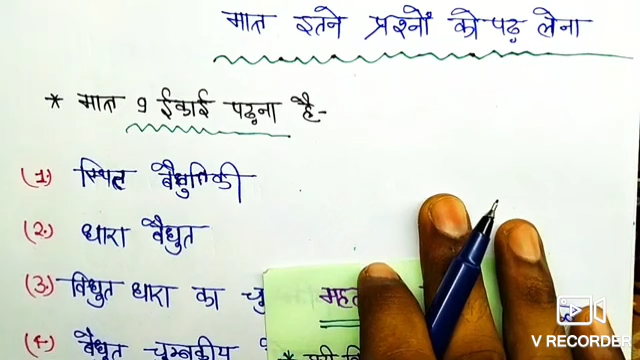 मात्र इतने प्रश्नों को पढ़ लेना
* मात्र 9 ईकाई पढ़ना है-
(1.) स्थिर वैधुतिकी
(2.) धारा वैधुत
(3.) विधुत धारा का
(4.) वैधुत चुम्बकीय
V RECORDER